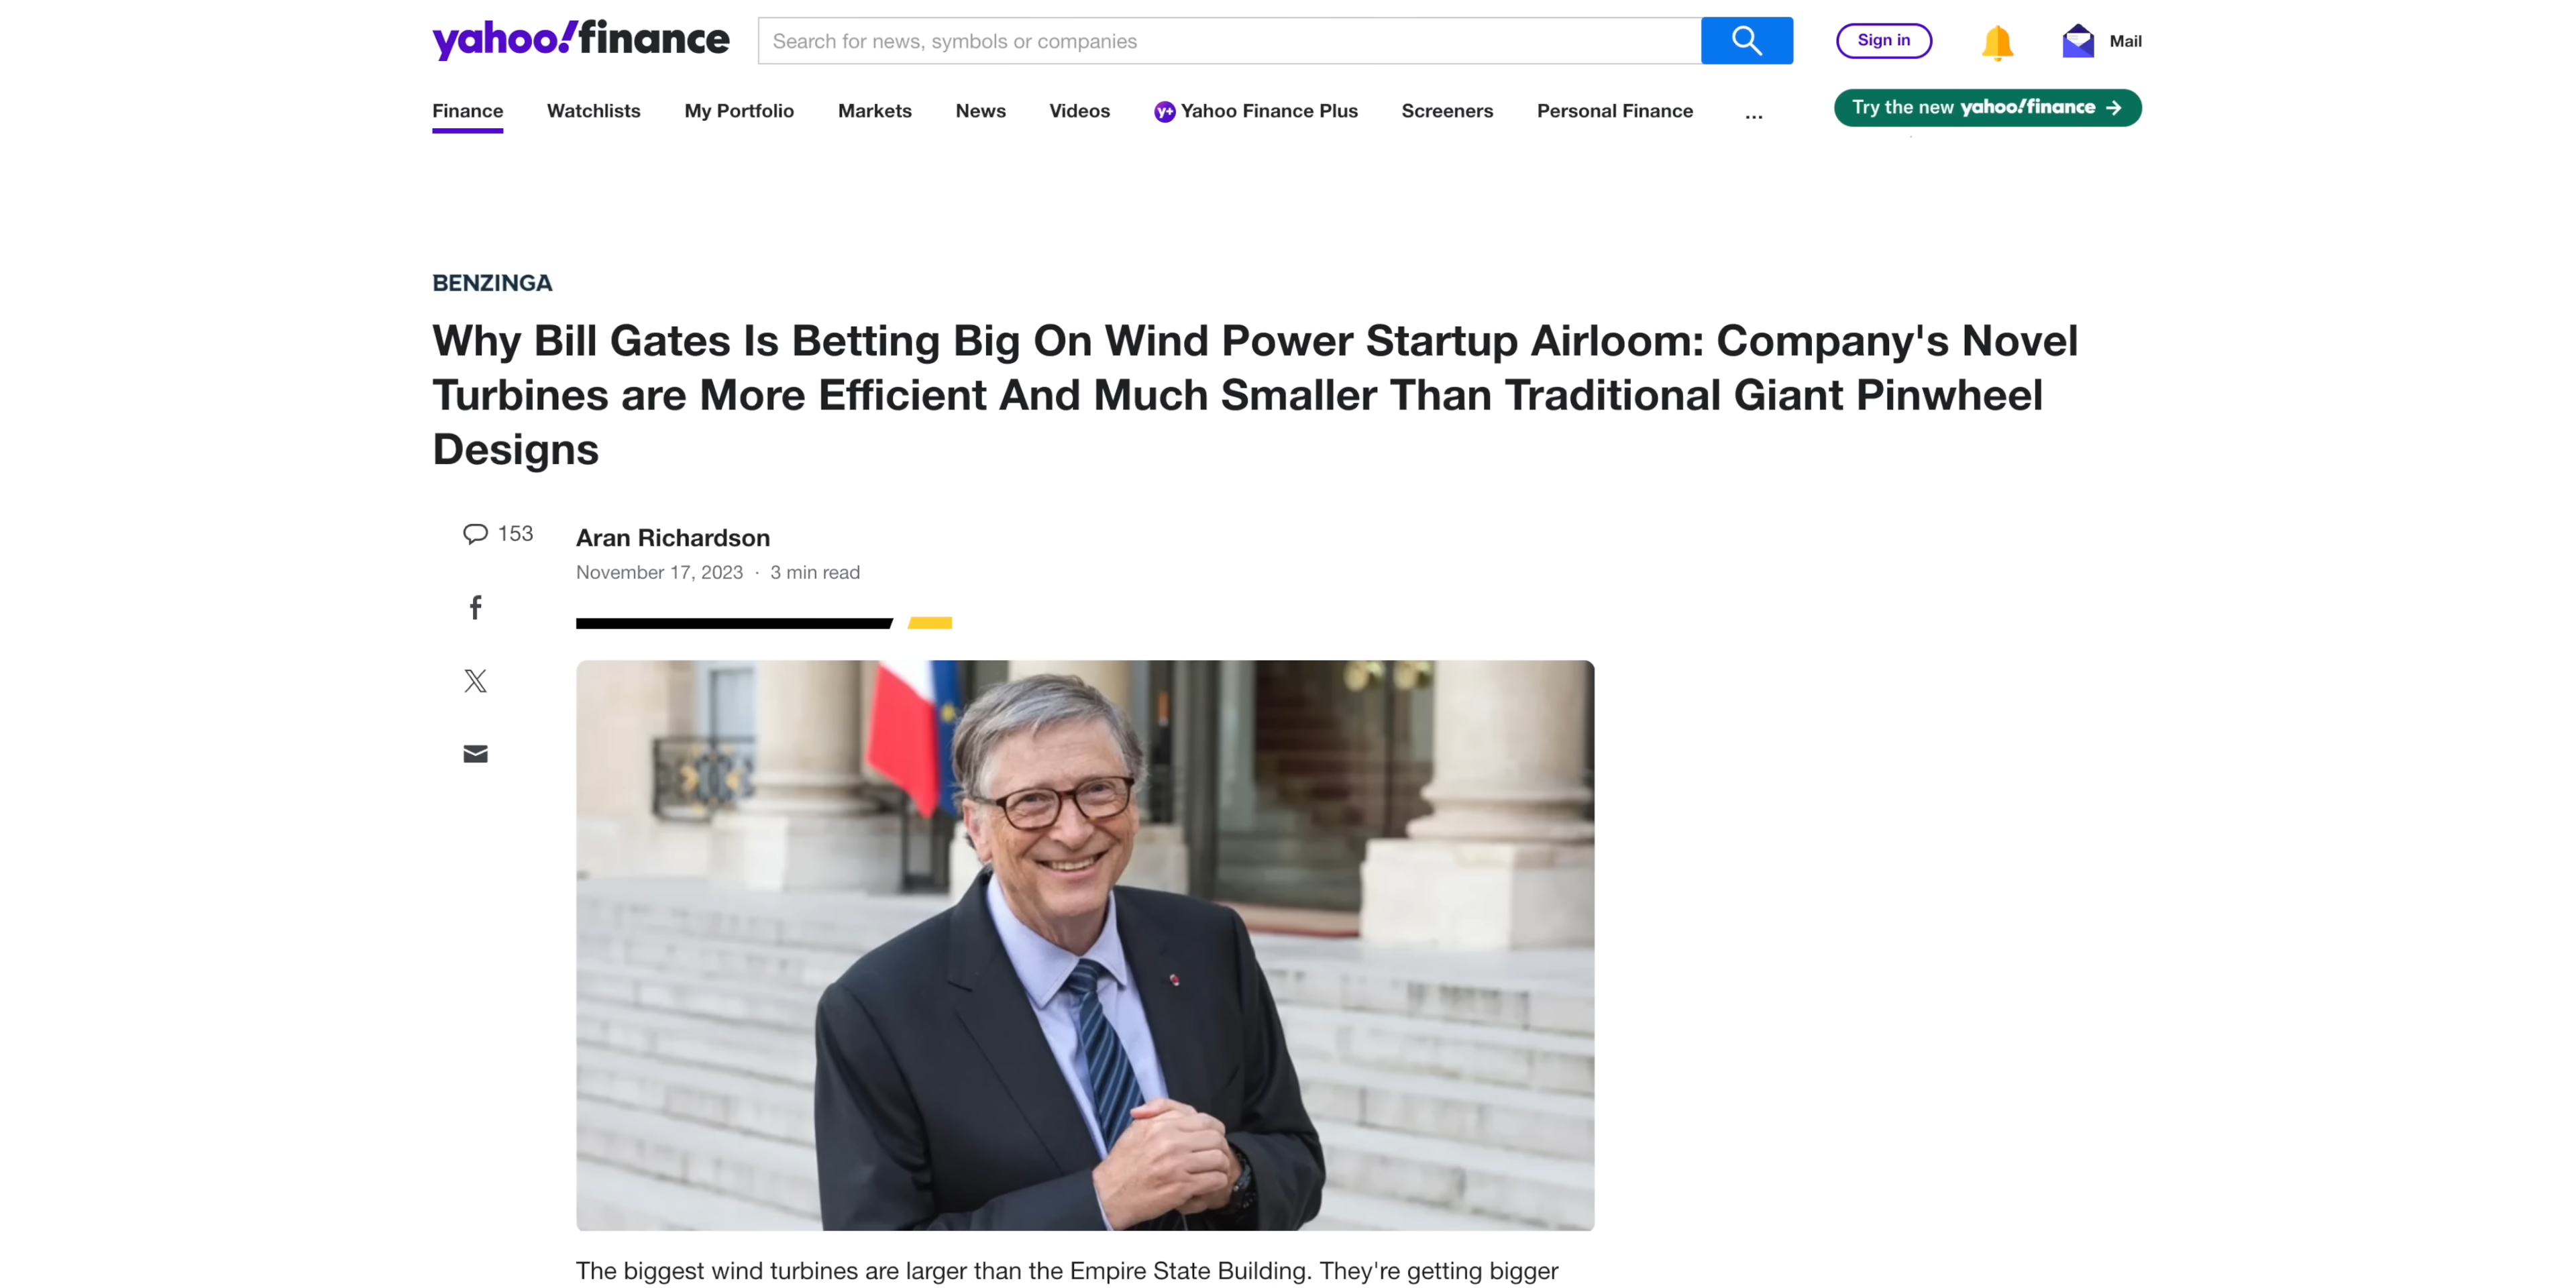 yahoo!finance
Search for news, symbols or companies
Sign in
Mail
Finance Watchlists My Portfolio Markets News Videos y+ Yahoo Finance Plus Screeners Personal Finance ...
Try the new yahoo!finance →
BENZINGA
Why Bill Gates Is Betting Big On Wind Power Startup Airloom: Company's Novel
Turbines are More Efficient And Much Smaller Than Traditional Giant Pinwheel
Designs
153
Aran Richardson
November 17, 2023 · 3 min read
The biggest wind turbines are larger than the Empire State Building. They're getting bigger